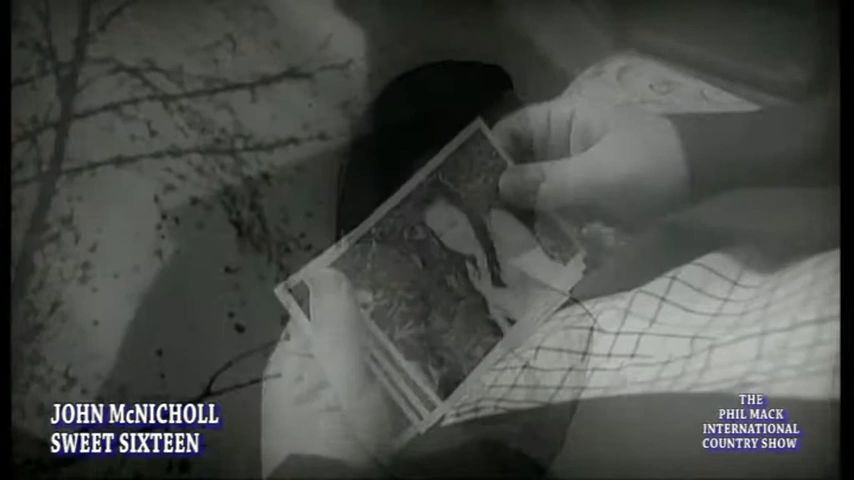 JOHN McNICHOLL
SWEET SIXTEEN
THE
PHIL MACK
INTERNATIONAL
COUNTRY SHOW